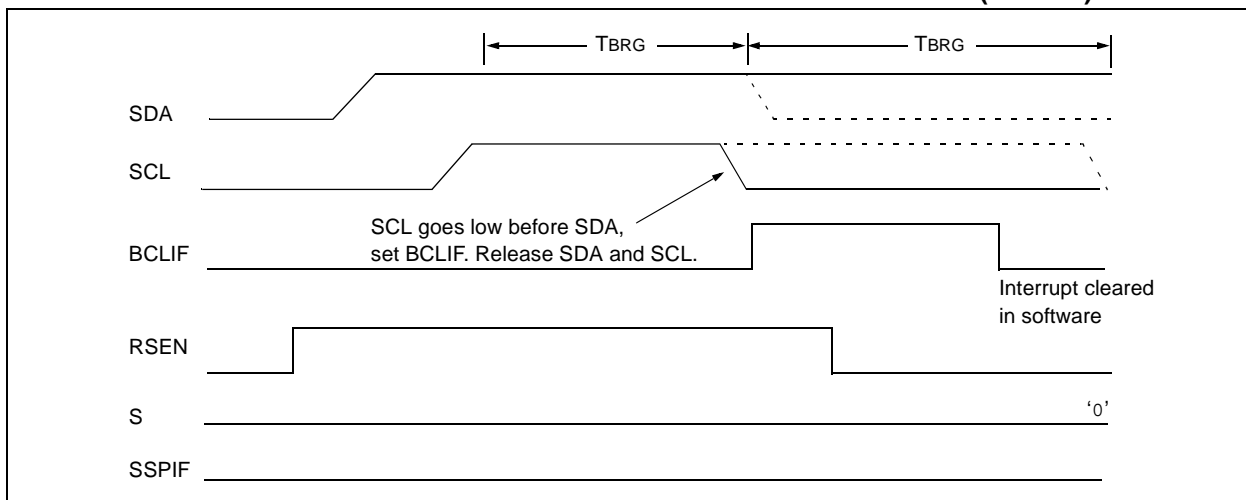 TBRG TBRG
SDA
SCL
SCL goes low before SDA,
set BCLIF. Release SDA and SCL.
BCLIF
Interrupt cleared
in software
RSEN
S ‘0’
SSPIF